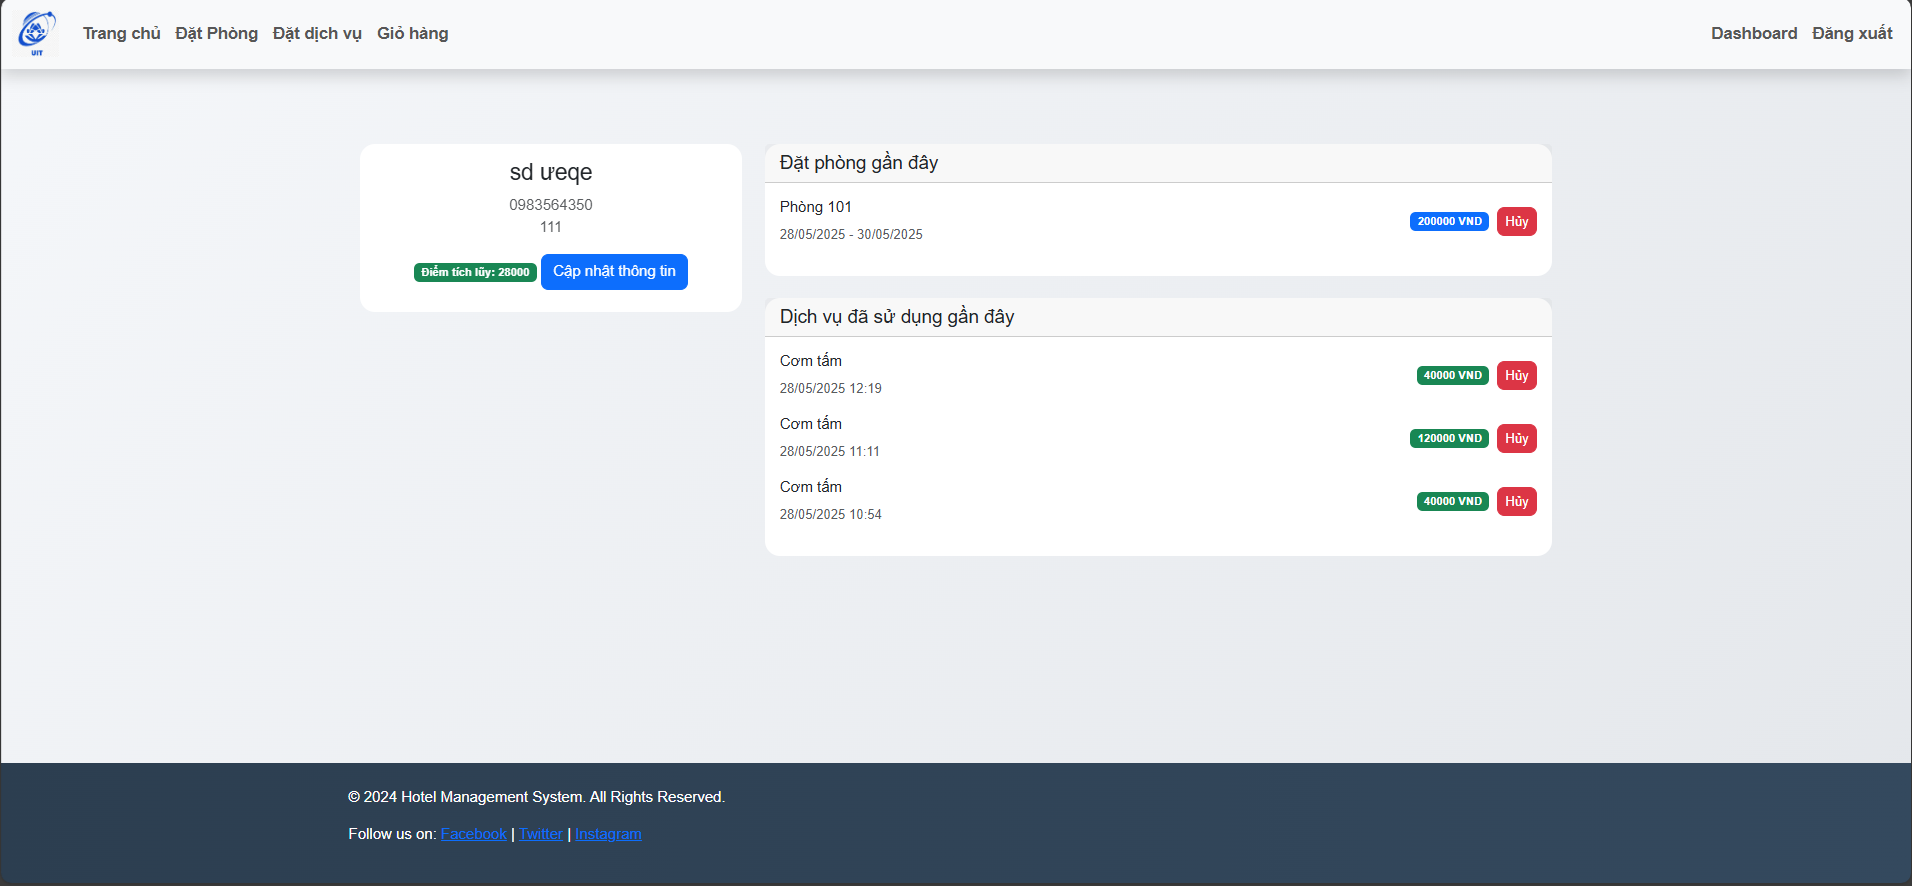 UIT
Trang chủ Đặt Phòng Đặt dịch vụ Giỏ hàng Dashboard Đăng xuất
sd ưeqe
0983564350
111
Điểm tích lũy: 28000 Cập nhật thông tin
Đặt phòng gần đây
Phòng 101
28/05/2025 - 30/05/2025
200000 VND Hủy
Dịch vụ đã sử dụng gần đây
Cơm tấm
28/05/2025 12:19
40000 VND Hủy
Cơm tấm
28/05/2025 11:11
120000 VND Hủy
Cơm tấm
28/05/2025 10:54
40000 VND Hủy
© 2024 Hotel Management System. All Rights Reserved.
Follow us on: Facebook | Twitter | Instagram